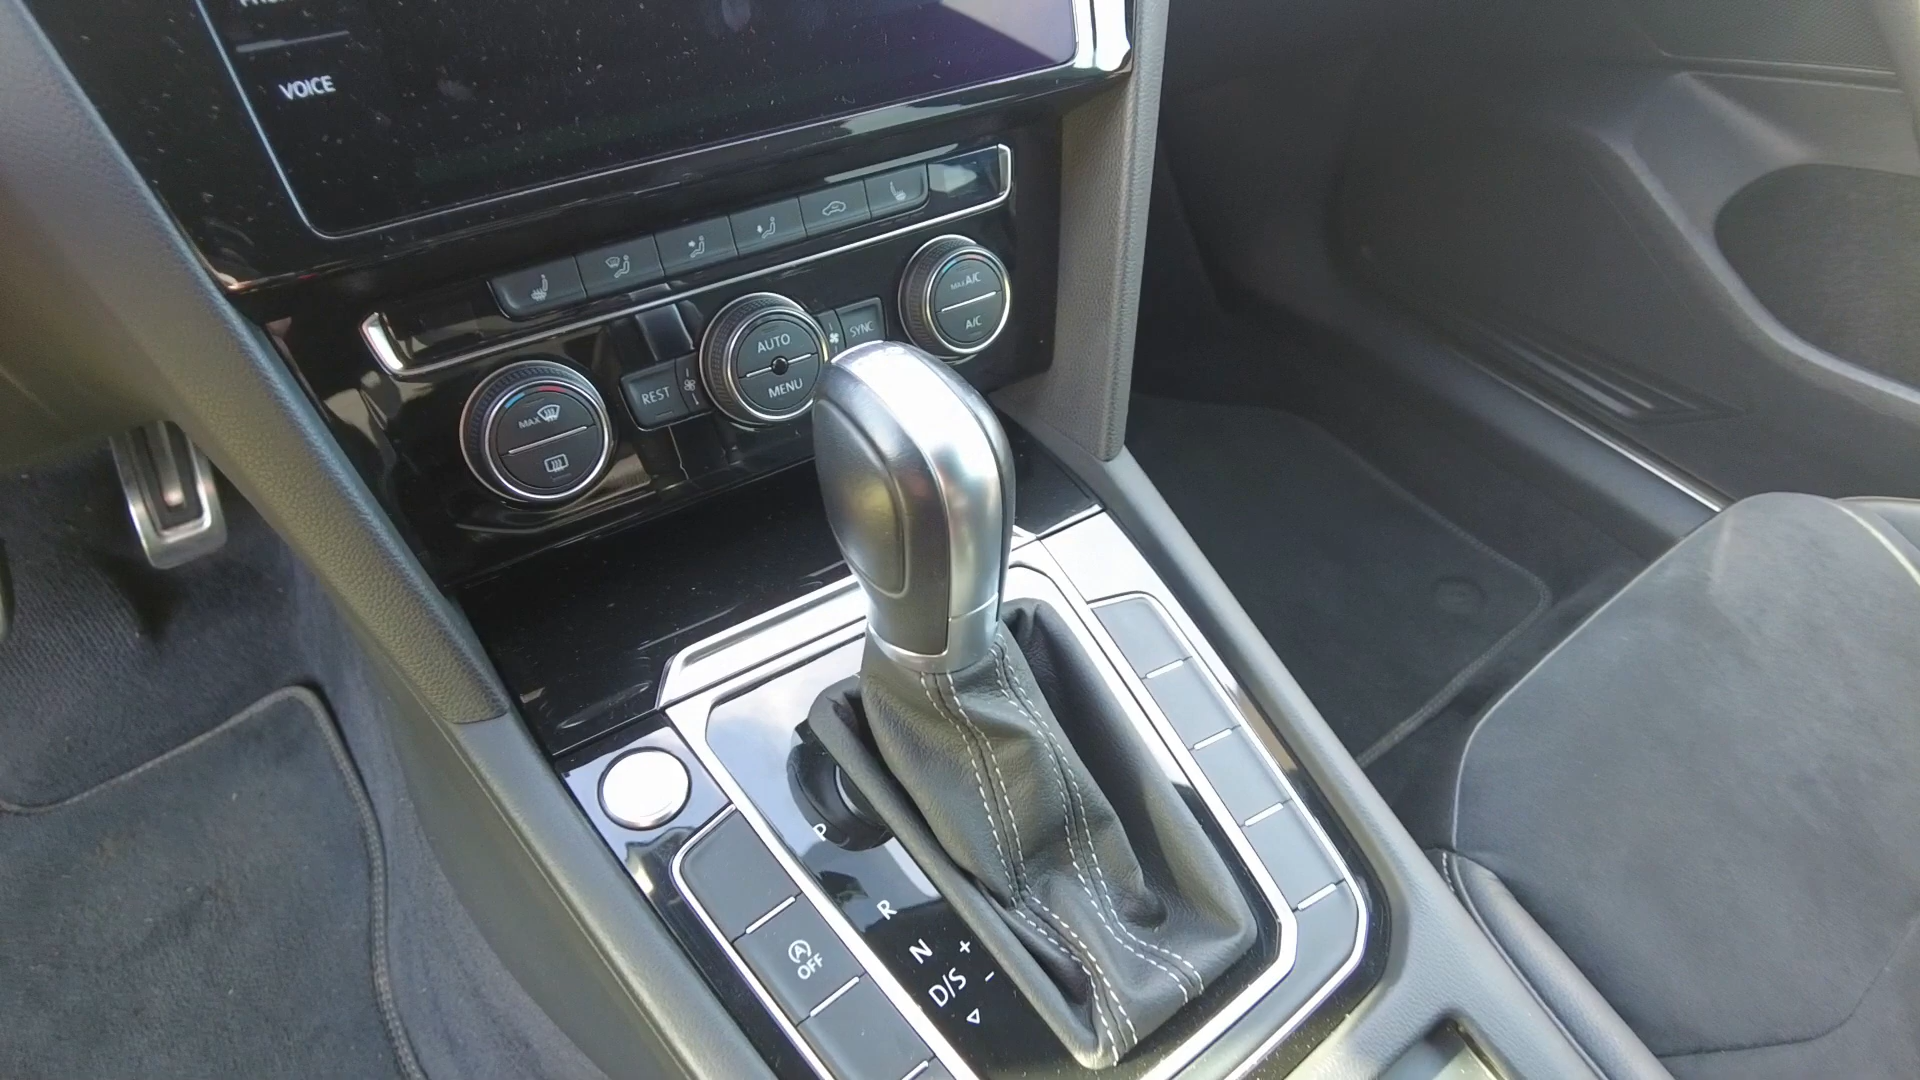 VOICE
MAX
REST
AUTO
MENU
SYNC
MAX A/C
A/C
P
R
N +
D/S -
A
OFF